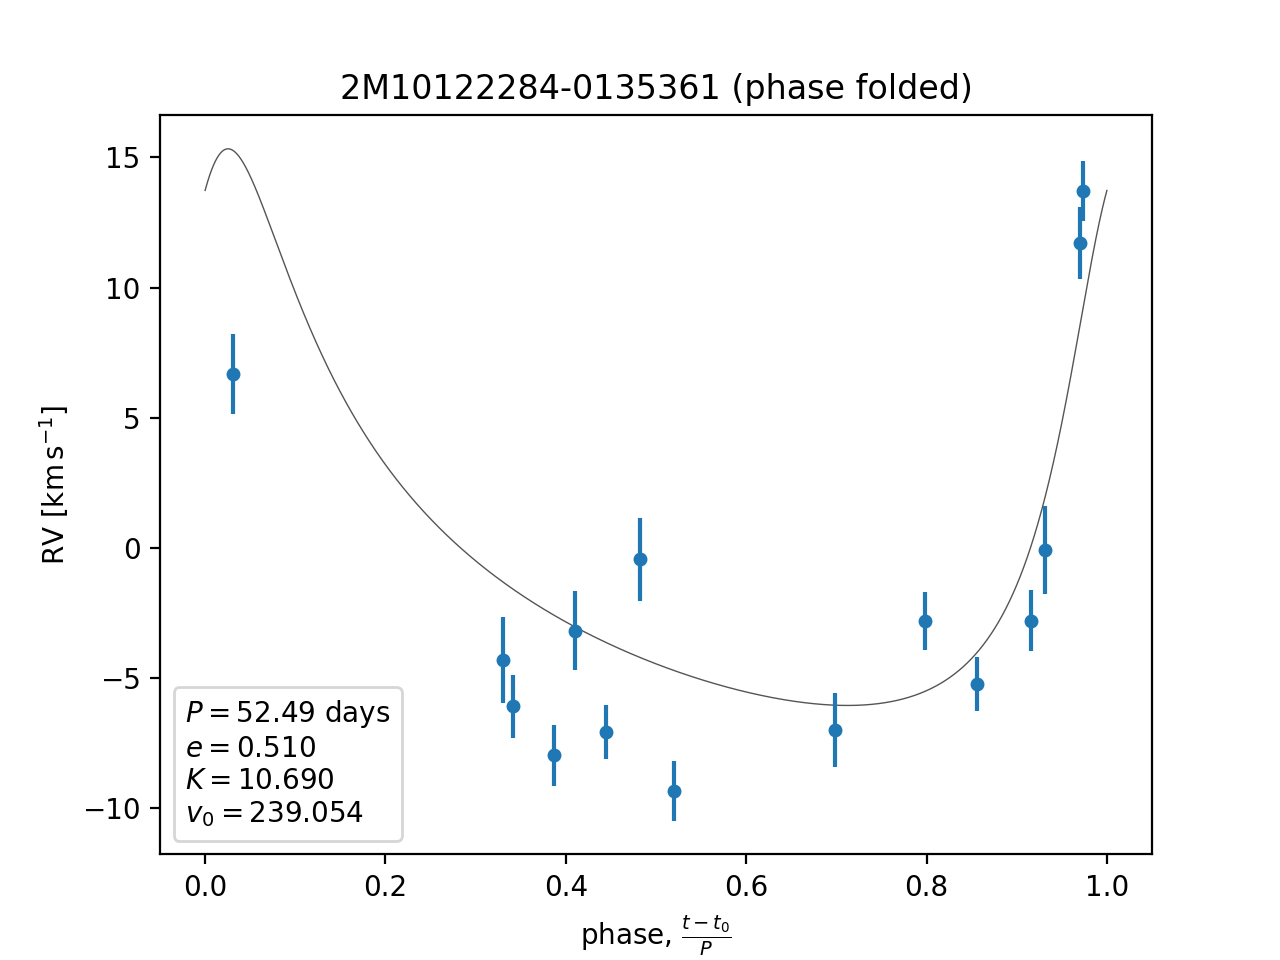 2M10122284-0135361 (phase folded)
RV [km s⁻¹]
15
10
5
0
−5
−10
P = 52.49 days
e = 0.510
K = 10.690
v₀ = 239.054
0.0 0.2 0.4 0.6 0.8 1.0
phase, (t − t₀)/P